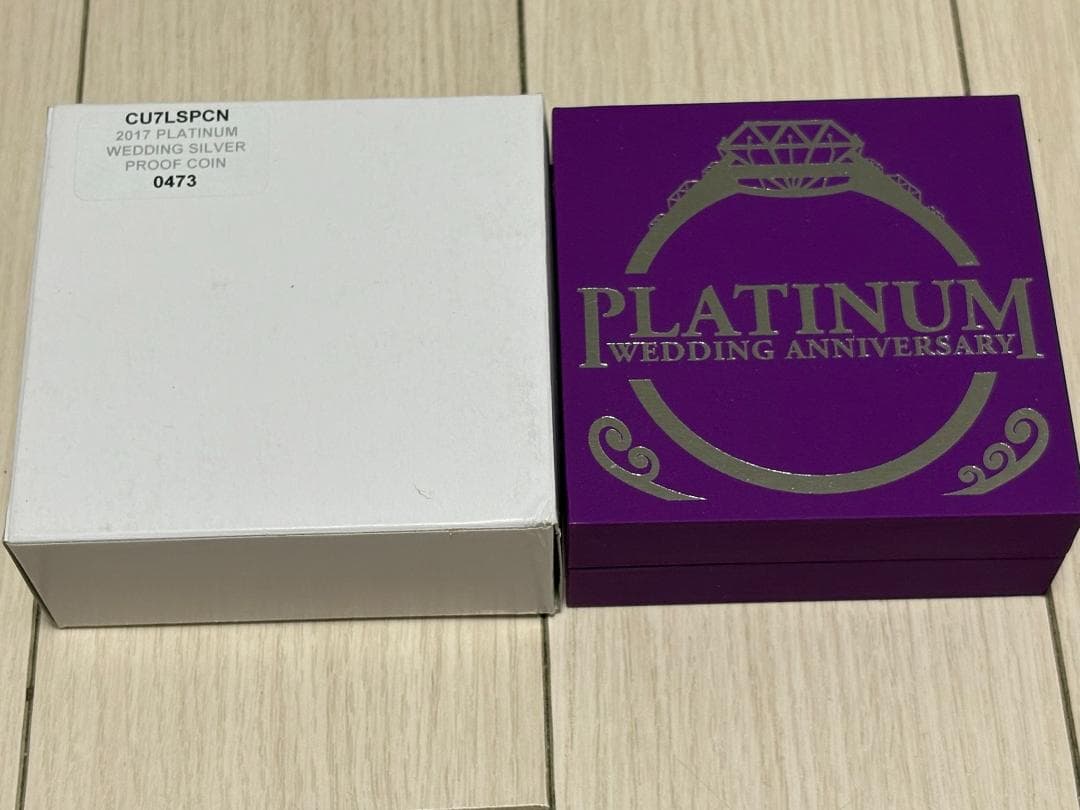 CU7LSPCN
2017 PLATINUM
WEDDING SILVER
PROOF COIN
0473
PLATINUM
WEDDING ANNIVERSARY